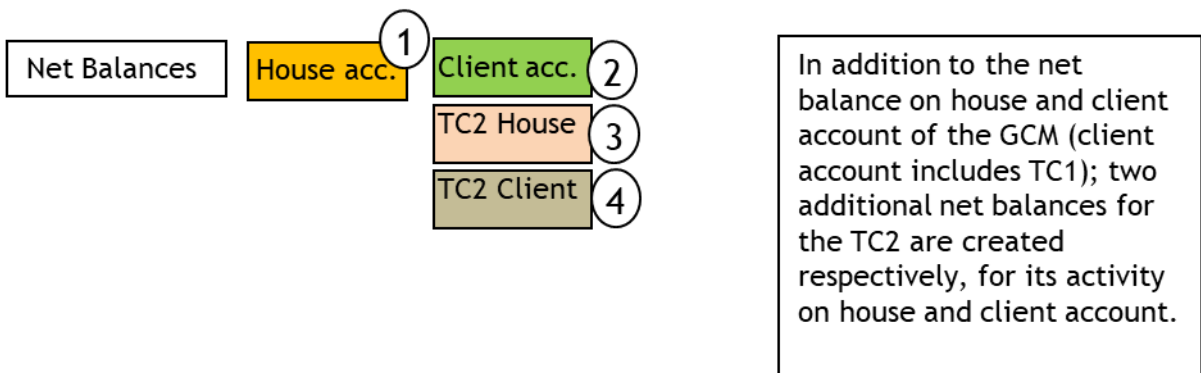 Net Balances
House acc.
1
Client acc.
2
TC2 House
3
TC2 Client
4
In addition to the net
balance on house and client
account of the GCM (client
account includes TC1); two
additional net balances for
the TC2 are created
respectively, for its activity
on house and client account.